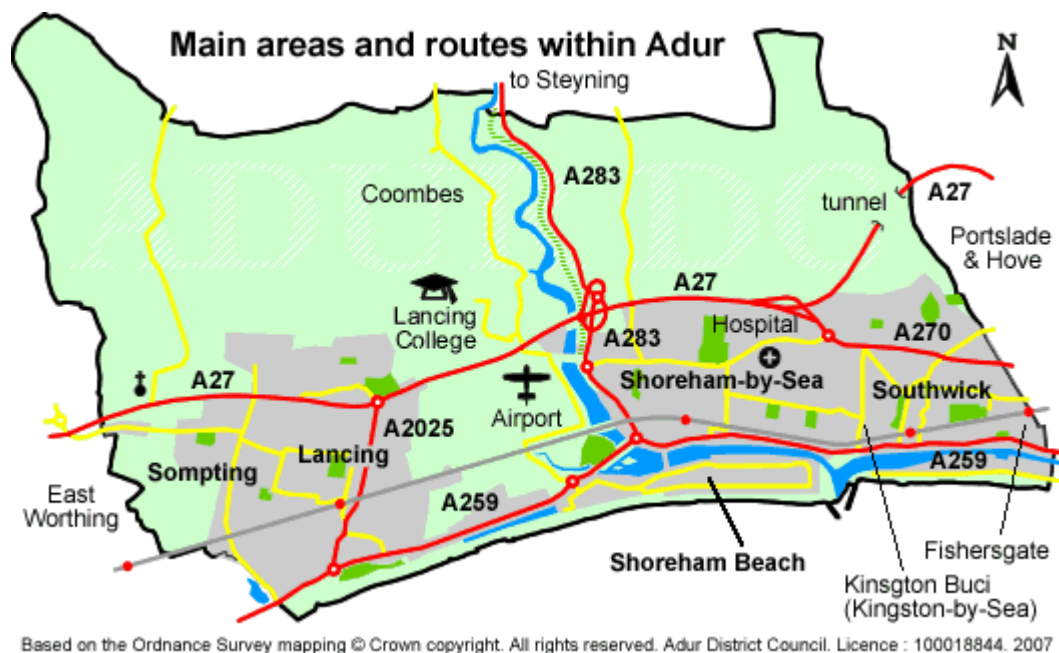 Main areas and routes within Adur
N
to Steyning
ADUR DC
A283
Coombes
A27
tunnel
Portslade
& Hove
A27
Lancing
College
Hospital
A283
A270
Shoreham-by-Sea
Southwick
A27
Airport
A2025
Lancing
Sompting
A259
A259
East
Worthing
Shoreham Beach
Fishersgate
Kinsgton Buci
(Kingston-by-Sea)
Based on the Ordnance Survey mapping © Crown copyright. All rights reserved. Adur District Council. Licence : 100018844. 2007